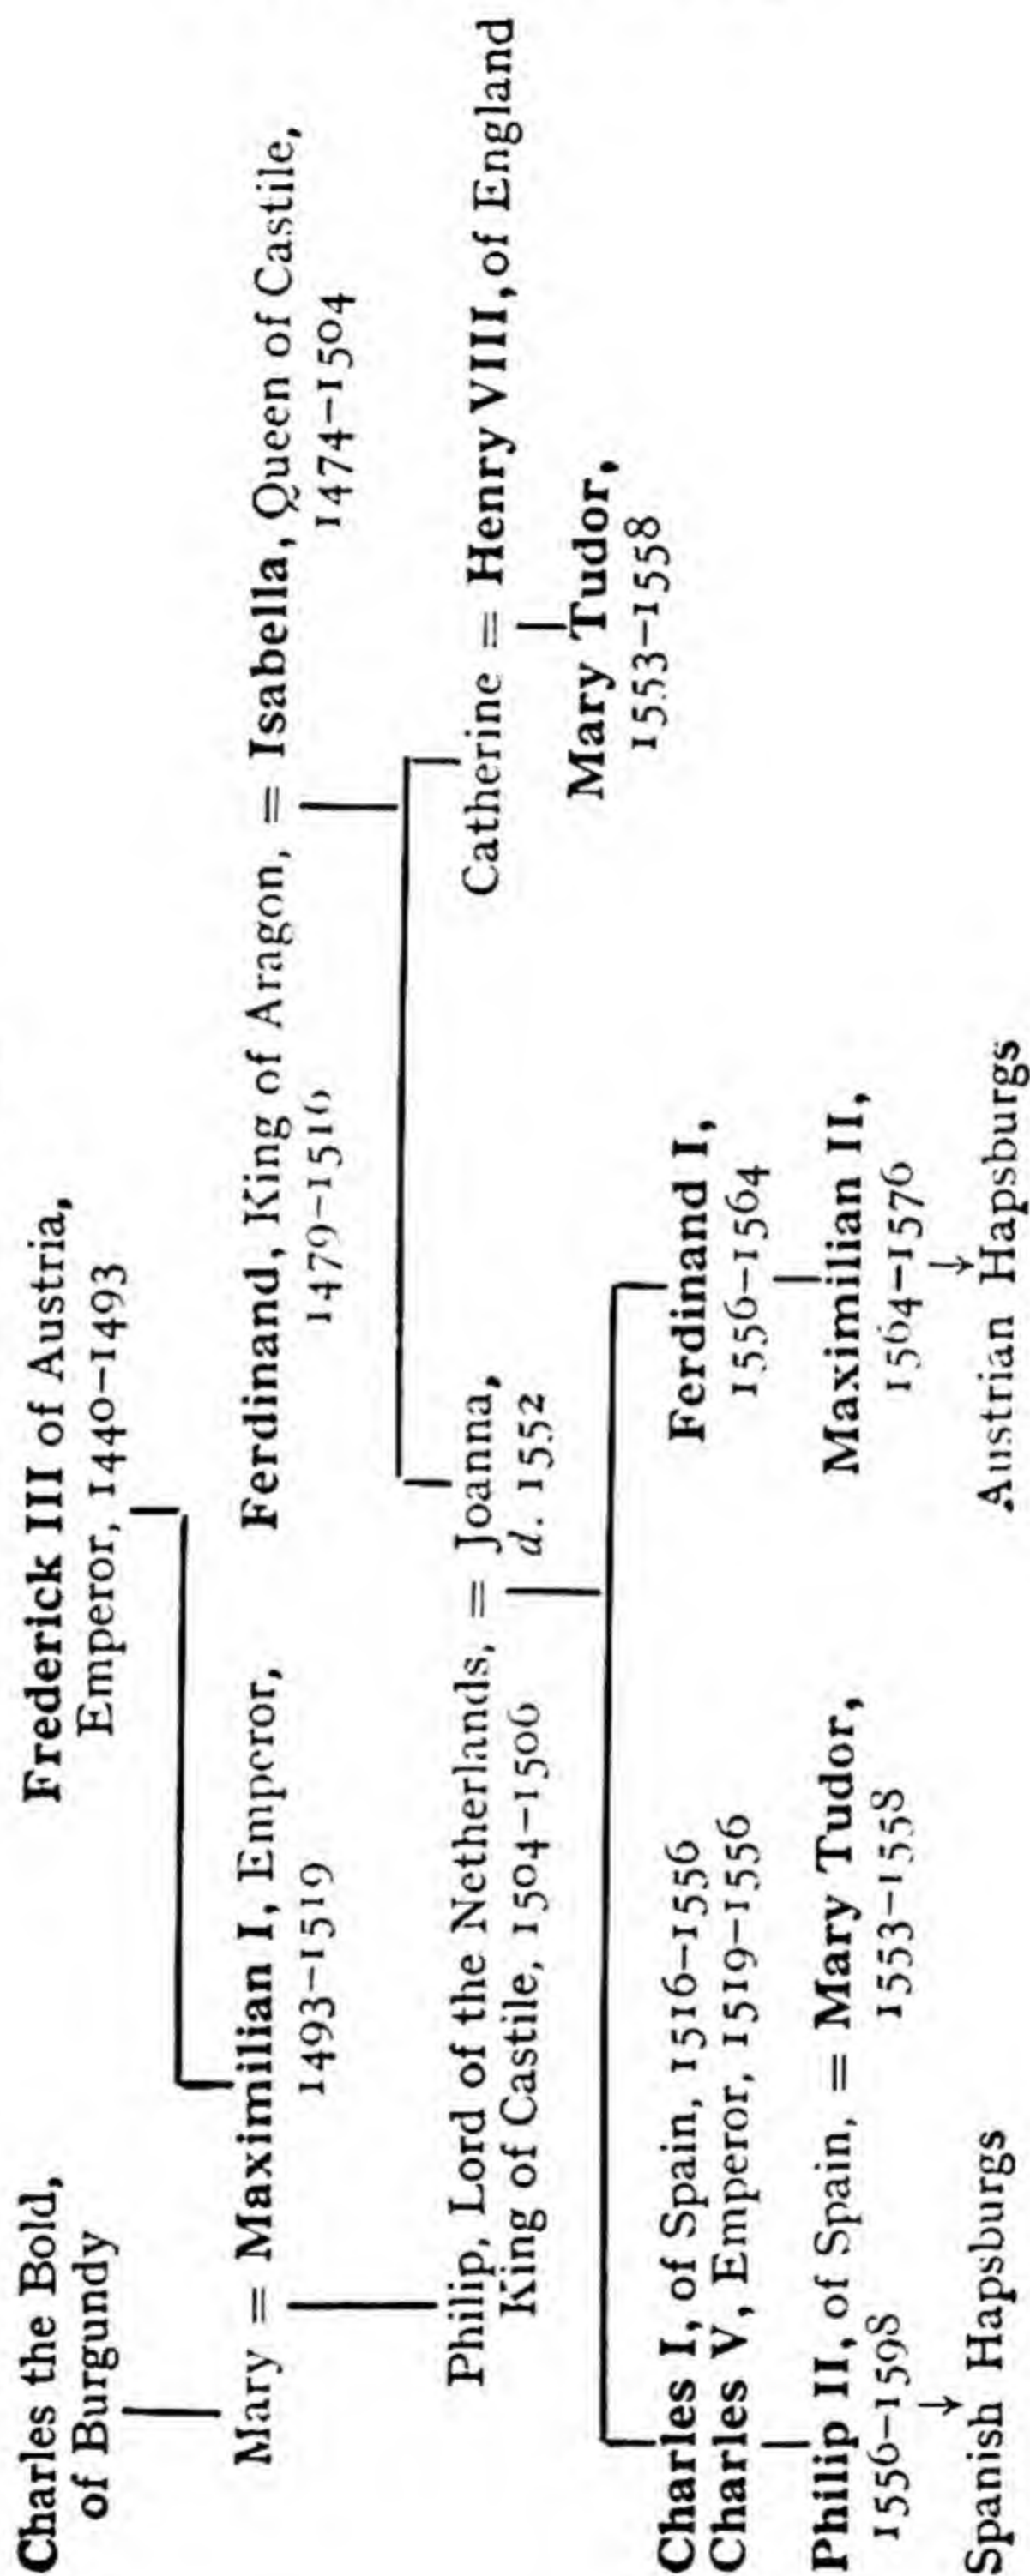 Charles the Bold,
of Burgundy
Frederick III of Austria,
Emperor, 1440–1493
Mary = Maximilian I, Emperor,
1493–1519
Ferdinand, King of Aragon, = Isabella, Queen of Castile,
1479–1516
1474–1504
Philip, Lord of the Netherlands, = Joanna,
King of Castile, 1504–1506
d. 1552
Catherine = Henry VIII, of England
Mary Tudor,
1553–1558
Charles I, of Spain, 1516–1556
Charles V, Emperor, 1519–1556
Ferdinand I,
1556–1564
Philip II, of Spain, = Mary Tudor,
1556–1598
1553–1558
Maximilian II,
1564–1576
Spanish Hapsburgs
Austrian Hapsburgs